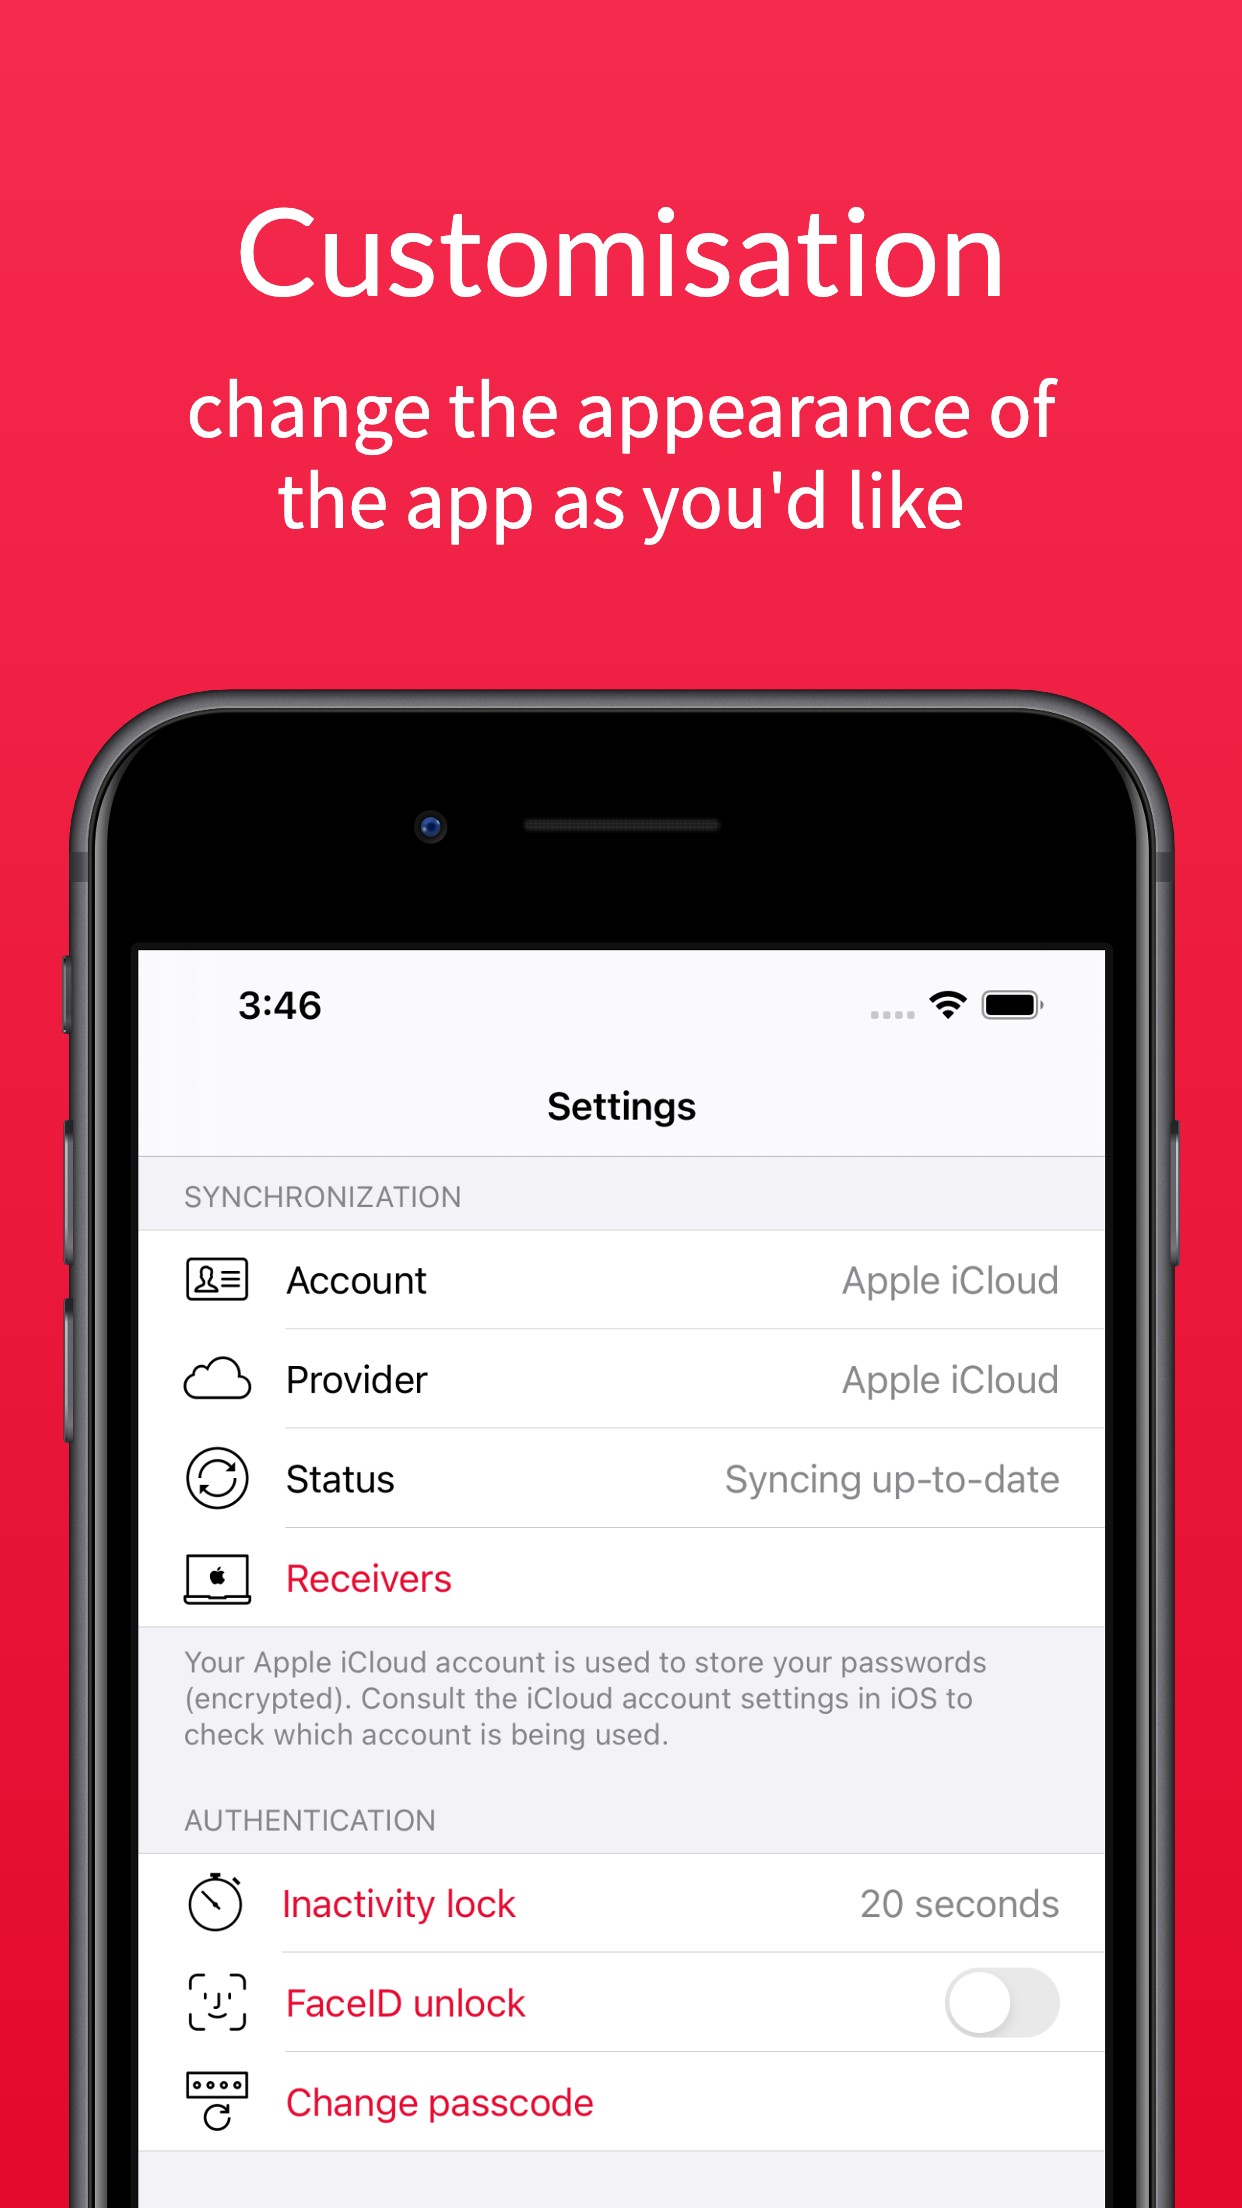 Customisation
change the appearance of
the app as you'd like
3:46
Settings
SYNCHRONIZATION
Account Apple iCloud
Provider Apple iCloud
Status Syncing up-to-date
Receivers
Your Apple iCloud account is used to store your passwords
(encrypted). Consult the iCloud account settings in iOS to
check which account is being used.
AUTHENTICATION
Inactivity lock 20 seconds
FaceID unlock
Change passcode